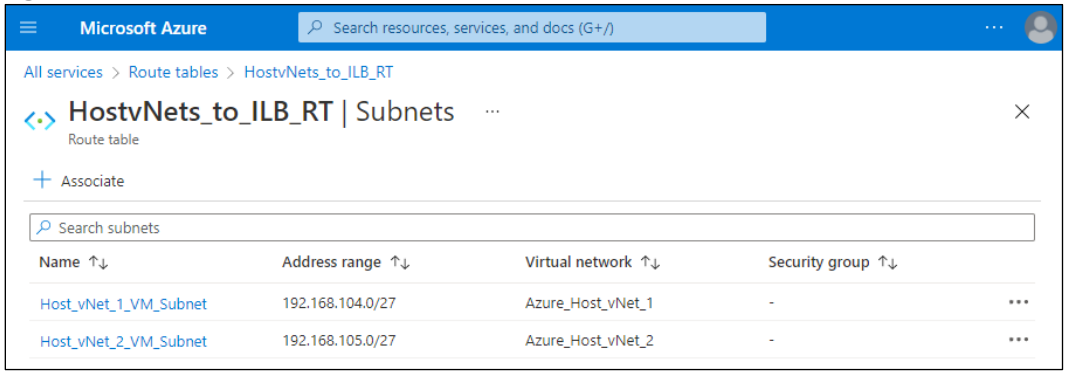 Microsoft Azure
Search resources, services, and docs (G+/)
...
All services > Route tables > HostvNets_to_ILB_RT
HostvNets_to_ILB_RT | Subnets ...
Route table
+ Associate
Search subnets
Name ↑↓ Address range ↑↓ Virtual network ↑↓ Security group ↑↓
Host_vNet_1_VM_Subnet 192.168.104.0/27 Azure_Host_vNet_1 - ...
Host_vNet_2_VM_Subnet 192.168.105.0/27 Azure_Host_vNet_2 - ...